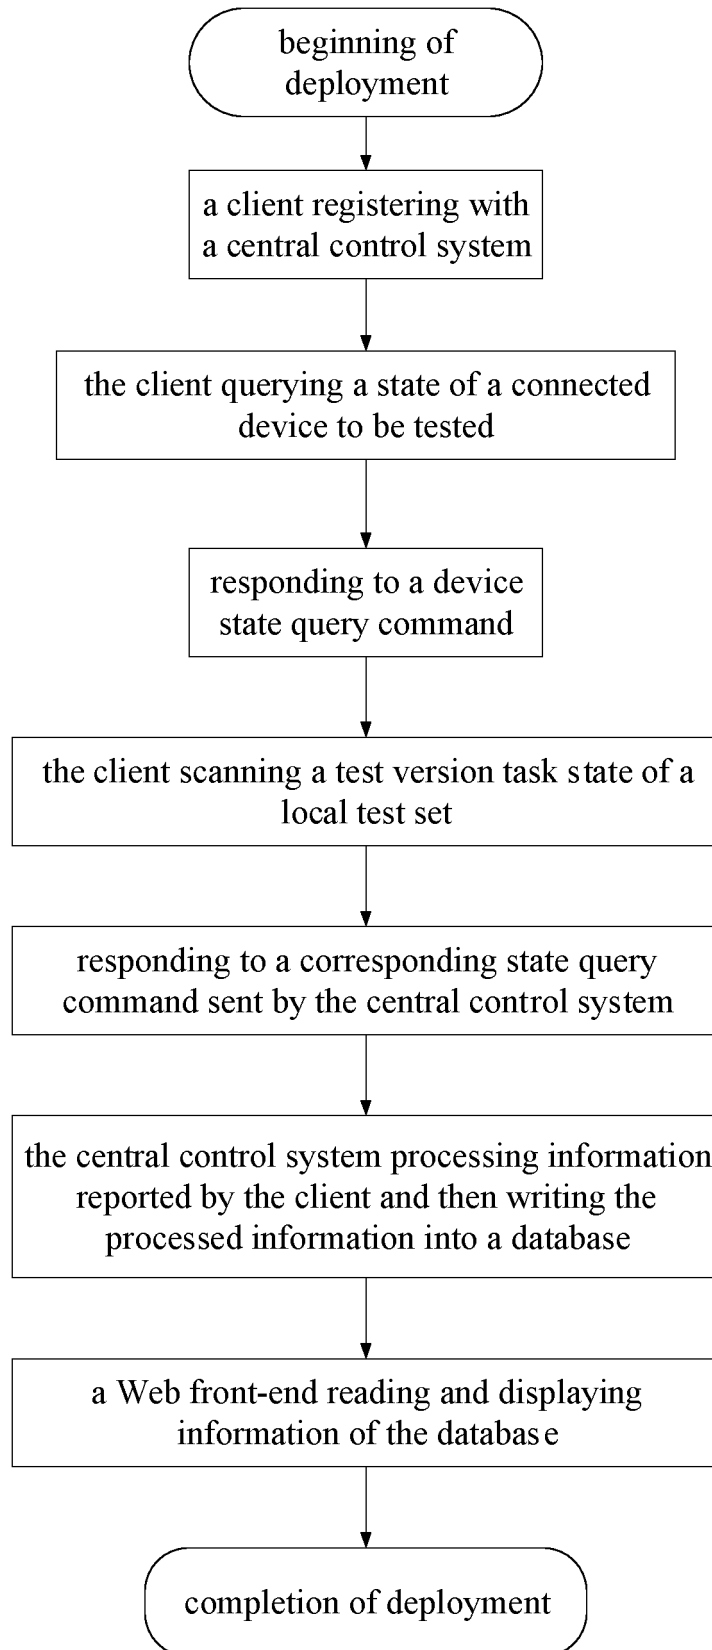 beginning of
deployment
a client registering with
a central control system
the client querying a state of a connected
device to be tested
responding to a device
state query command
the client scanning a test version task state of a
local test set
responding to a corresponding state query
command sent by the central control system
the central control system processing information
reported by the client and then writing the
processed information into a database
a Web front-end reading and displaying
information of the database
completion of deployment